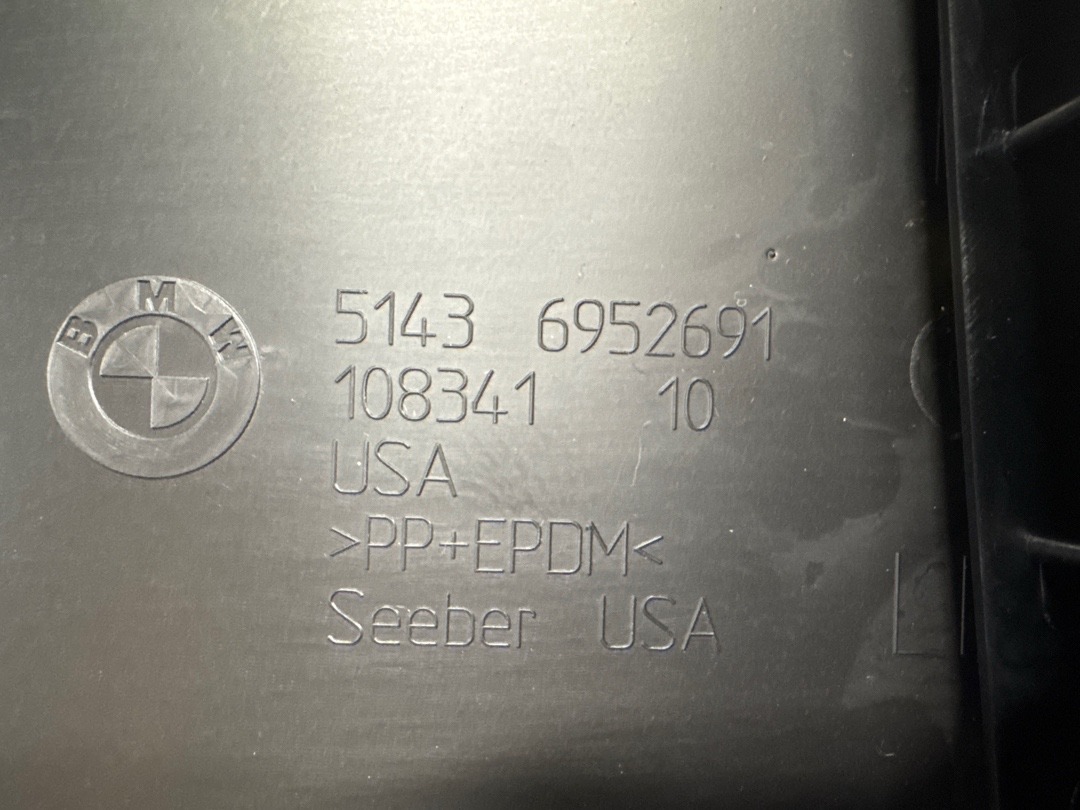 BMW
5143 6952691
108341 10
USA
>PP+EPDM<
Seeber USA